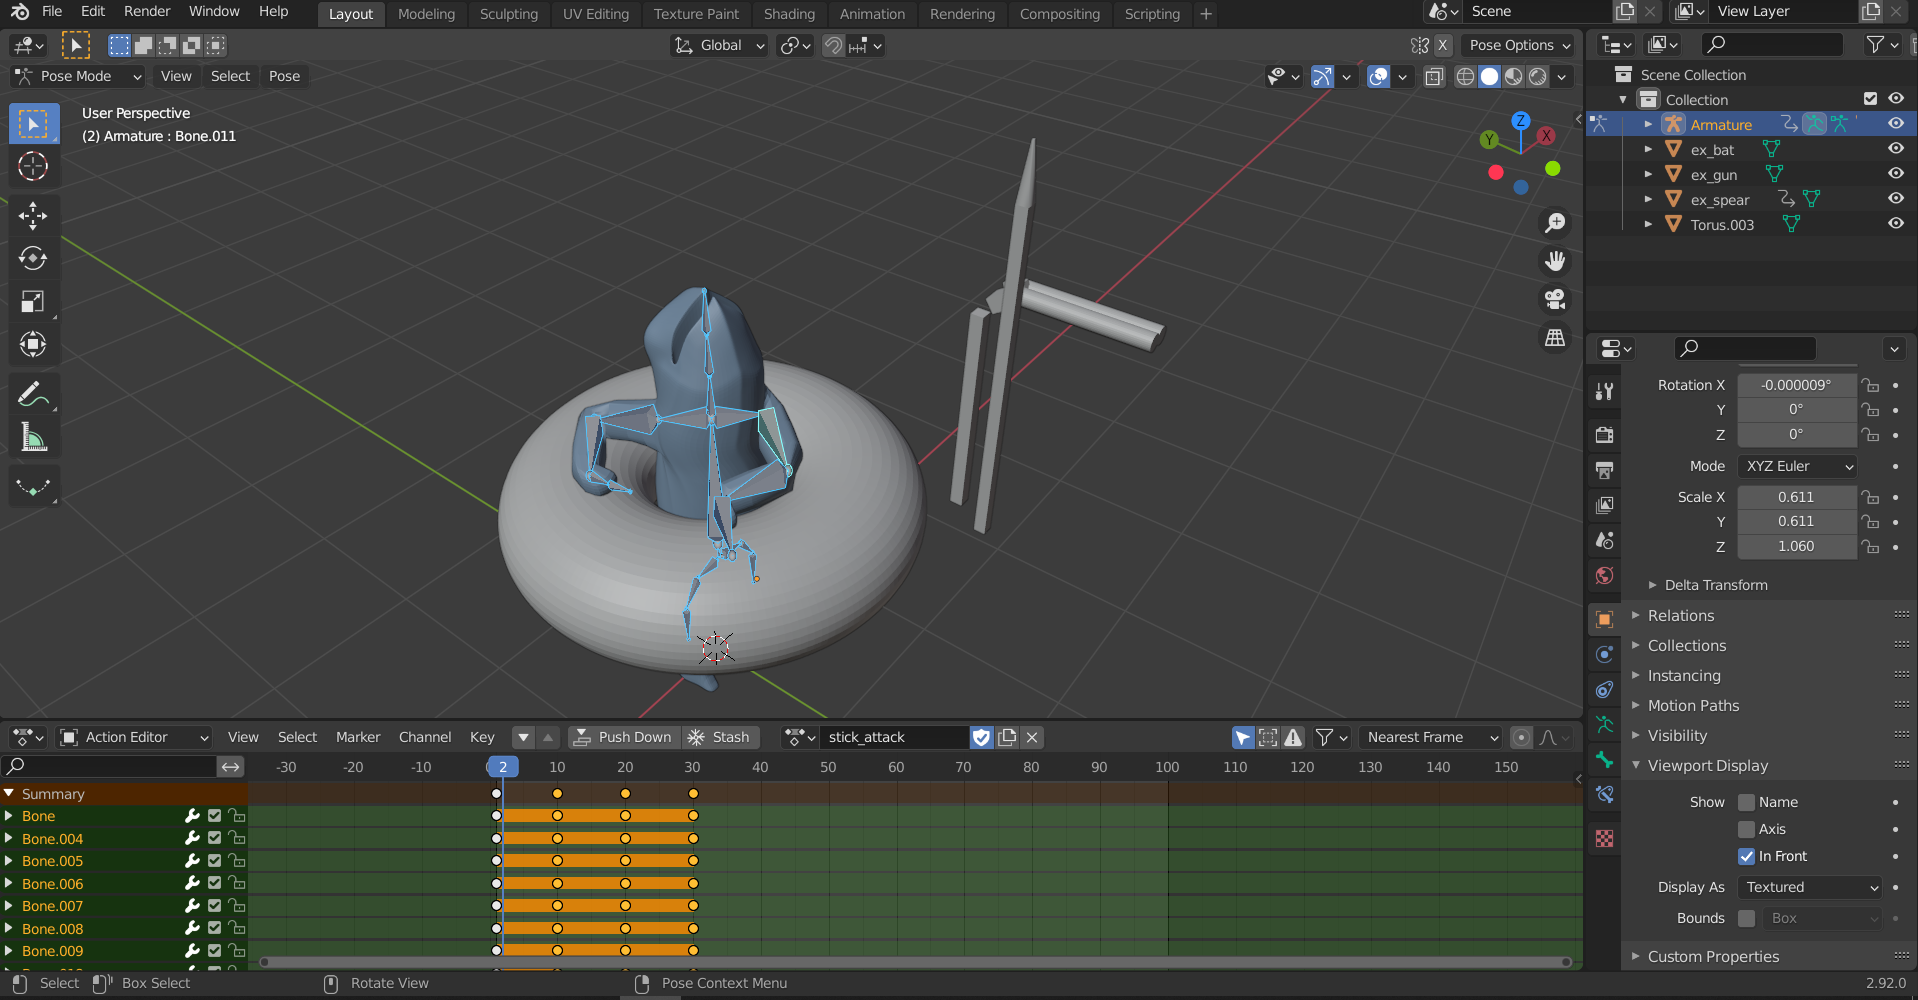 File Edit Render Window Help Layout Modeling Sculpting UV Editing Texture Paint Shading Animation Rendering Compositing Scripting + Scene View Layer
Global X Pose Options
Pose Mode View Select Pose
User Perspective
(2) Armature : Bone.011
Z
Y
X
Scene Collection
Collection
Armature
ex_bat
ex_gun
ex_spear
Torus.003
Rotation X -0.000009°
Y 0°
Z 0°
Mode XYZ Euler
Scale X 0.611
Y 0.611
Z 1.060
Delta Transform
Relations
Collections
Instancing
Motion Paths
Visibility
Viewport Display
Show Name
Axis
In Front
Display As Textured
Bounds Box
Custom Properties
Action Editor View Select Marker Channel Key Push Down Stash stick_attack Nearest Frame
-30 -20 -10 2 10 20 30 40 50 60 70 80 90 100 110 120 130 140 150
Summary
Bone
Bone.004
Bone.005
Bone.006
Bone.007
Bone.008
Bone.009
Select Box Select Rotate View Pose Context Menu 2.92.0